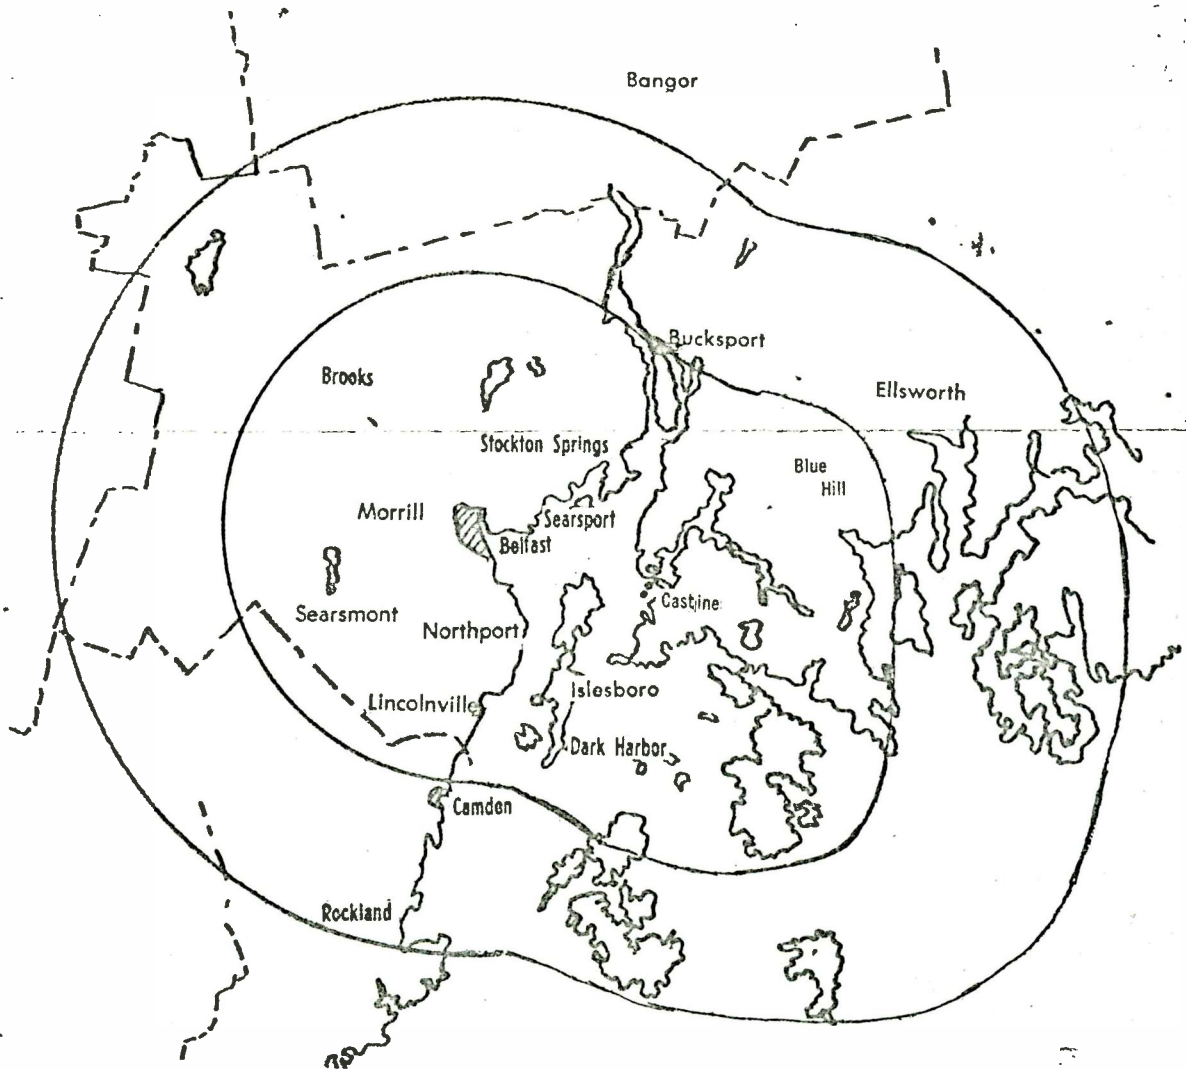 Bangor
Bucksport
Brooks
Ellsworth
Stockton Springs
Blue
Hill
Morrill
Searsport
Belfast
Castine
Searsmont
Northport
Islesboro
Lincolnville
Dark Harbor
Camden
Rockland